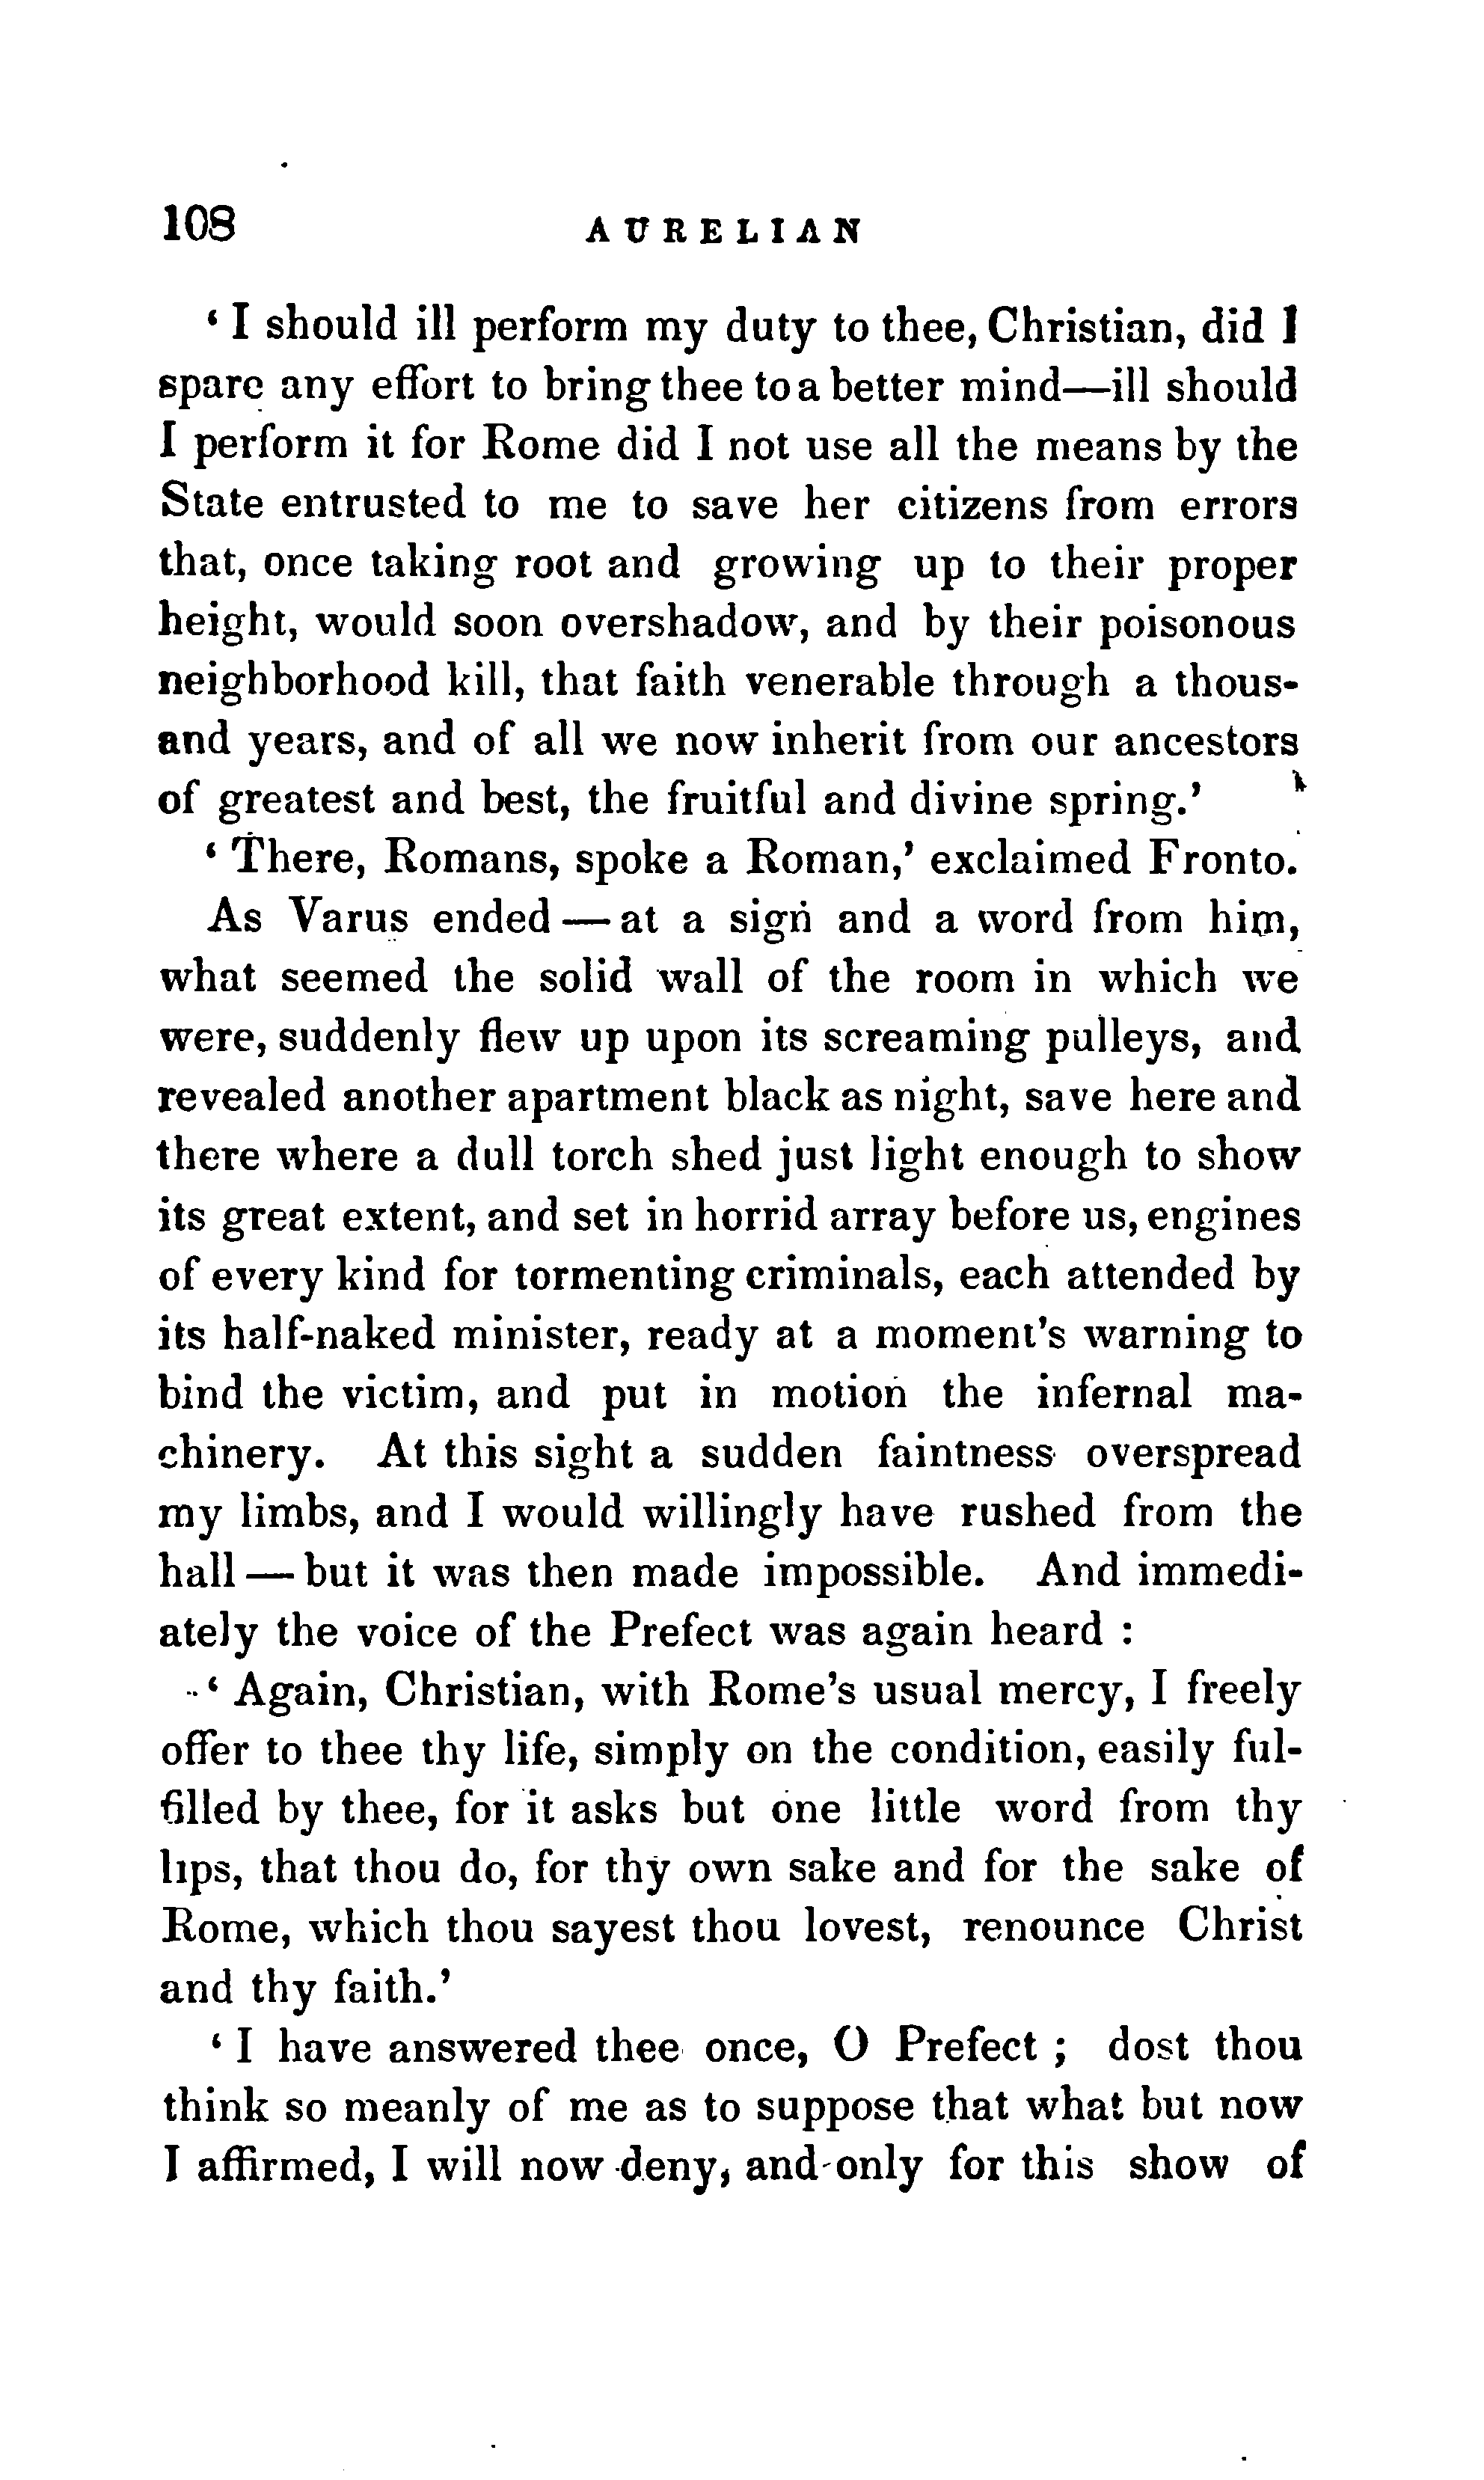 108 AURELIAN
‘ I should ill perform my duty to thee, Christian, did I
spare any effort to bring thee to a better mind—ill should
I perform it for Rome did I not use all the means by the
State entrusted to me to save her citizens from errors
that, once taking root and growing up to their proper
height, would soon overshadow, and by their poisonous
neighborhood kill, that faith venerable through a thous-
and years, and of all we now inherit from our ancestors
of greatest and best, the fruitful and divine spring.’
‘ There, Romans, spoke a Roman,’ exclaimed Fronto.
As Varus ended — at a sign and a word from him,
what seemed the solid wall of the room in which we
were, suddenly flew up upon its screaming pulleys, and
revealed another apartment black as night, save here and
there where a dull torch shed just light enough to show
its great extent, and set in horrid array before us, engines
of every kind for tormenting criminals, each attended by
its half-naked minister, ready at a moment's warning to
bind the victim, and put in motion the infernal ma-
chinery. At this sight a sudden faintness overspread
my limbs, and I would willingly have rushed from the
hall — but it was then made impossible. And immedi-
ately the voice of the Prefect was again heard :
‘ Again, Christian, with Rome's usual mercy, I freely
offer to thee thy life, simply on the condition, easily ful-
filled by thee, for it asks but one little word from thy
lips, that thou do, for thy own sake and for the sake of
Rome, which thou sayest thou lovest, renounce Christ
and thy faith.’
‘ I have answered thee once, O Prefect ; dost thou
think so meanly of me as to suppose that what but now
I affirmed, I will now deny, and only for this show of